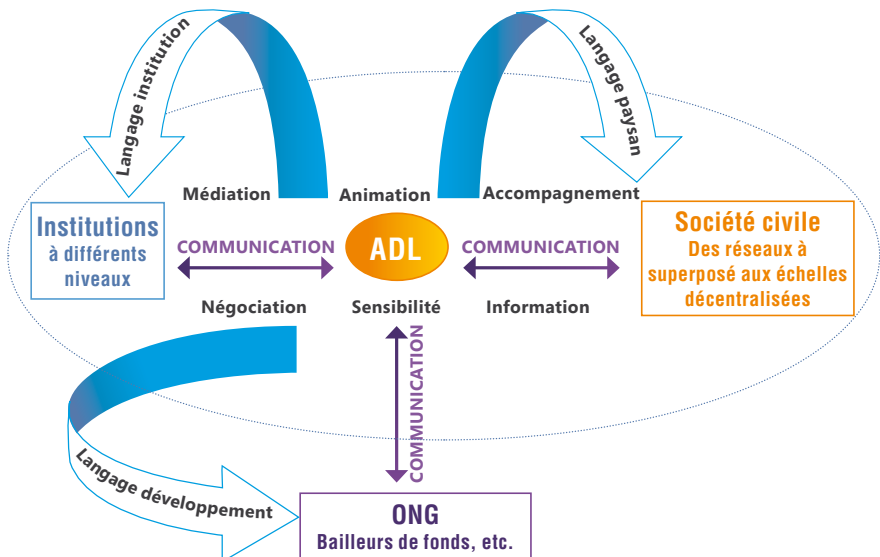 Langage institution
Langage paysan
Médiation
Animation
Accompagnement
Institutions
à différents
niveaux
COMMUNICATION
ADL
COMMUNICATION
Société civile
Des réseaux à
superposé aux échelles
décentralisées
Négociation
Sensibilité
Information
COMMUNICATION
Langage développement
ONG
Bailleurs de fonds, etc.